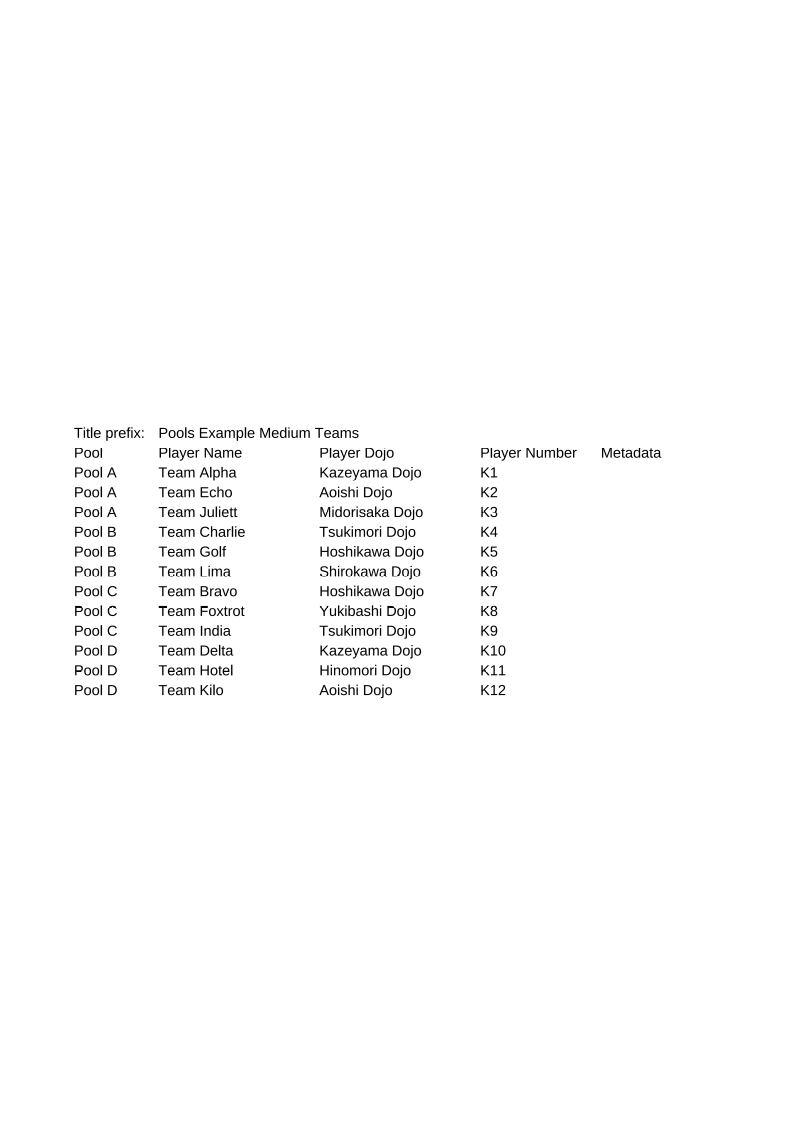 Title prefix: Pools Example Medium Teams
Pool Player Name Player Dojo Player Number Metadata
Pool A Team Alpha Kazeyama Dojo K1
Pool A Team Echo Aoishi Dojo K2
Pool A Team Juliett Midorisaka Dojo K3
Pool B Team Charlie Tsukimori Dojo K4
Pool B Team Golf Hoshikawa Dojo K5
Pool B Team Lima Shirokawa Dojo K6
Pool C Team Bravo Hoshikawa Dojo K7
Pool C Team Foxtrot Yukibashi Dojo K8
Pool C Team India Tsukimori Dojo K9
Pool D Team Delta Kazeyama Dojo K10
Pool D Team Hotel Hinomori Dojo K11
Pool D Team Kilo Aoishi Dojo K12